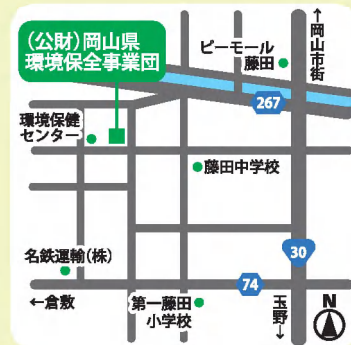 (公財)岡山県
環境保全事業団
ビーモール
藤田
↑岡山市街
267
環境保健
センター
藤田中学校
30
名鉄運輸(株)
74
←倉敷
第一藤田
小学校
玉野↓
N